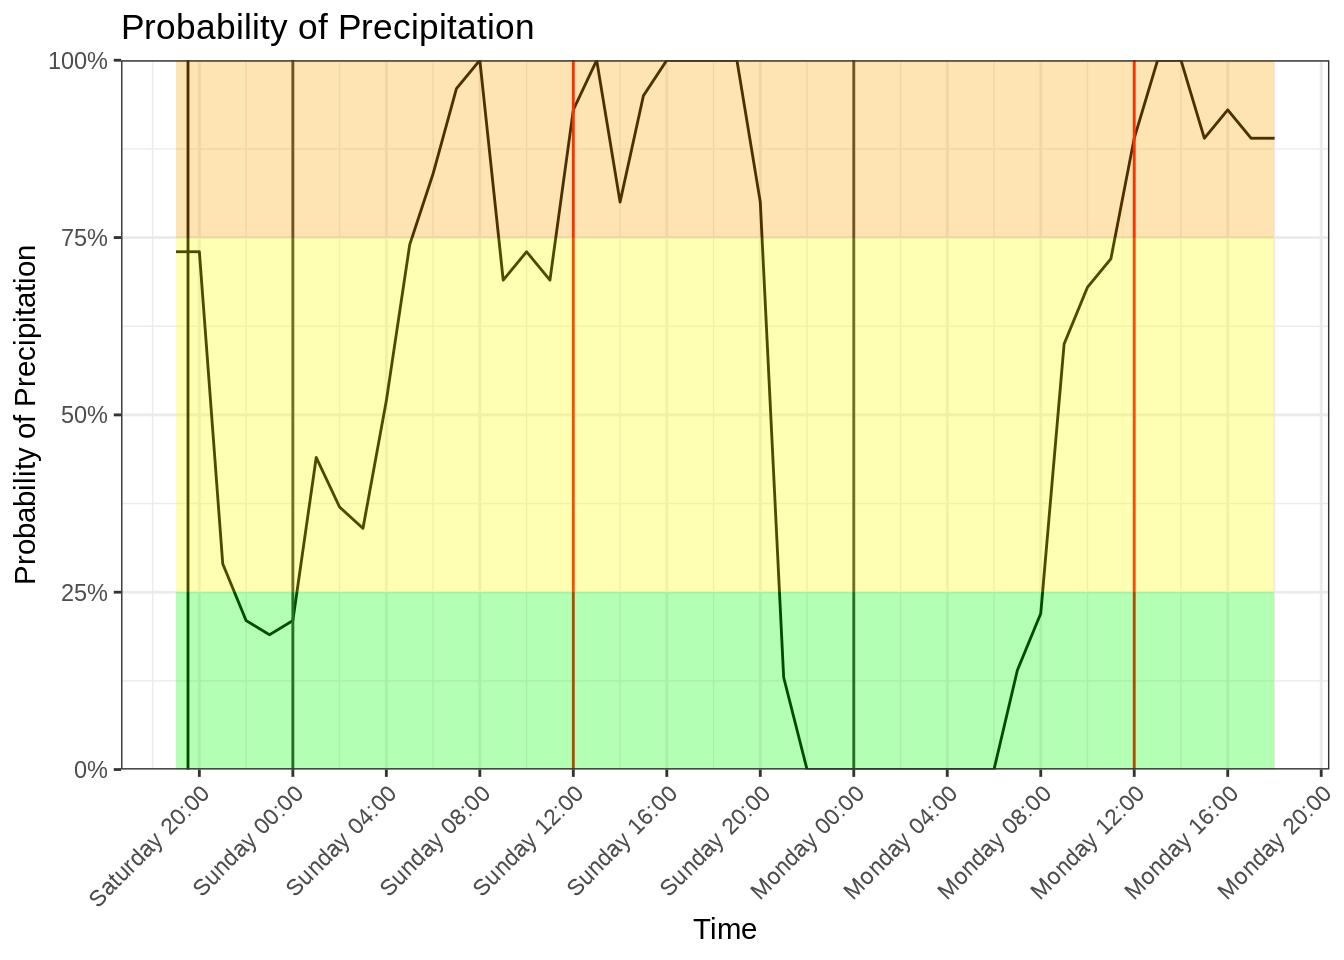 Probability of Precipitation
Probability of Precipitation
100%
75%
50%
25%
0%
Saturday 20:00
Sunday 00:00
Sunday 04:00
Sunday 08:00
Sunday 12:00
Sunday 16:00
Sunday 20:00
Monday 00:00
Monday 04:00
Monday 08:00
Monday 12:00
Monday 16:00
Monday 20:00
Time